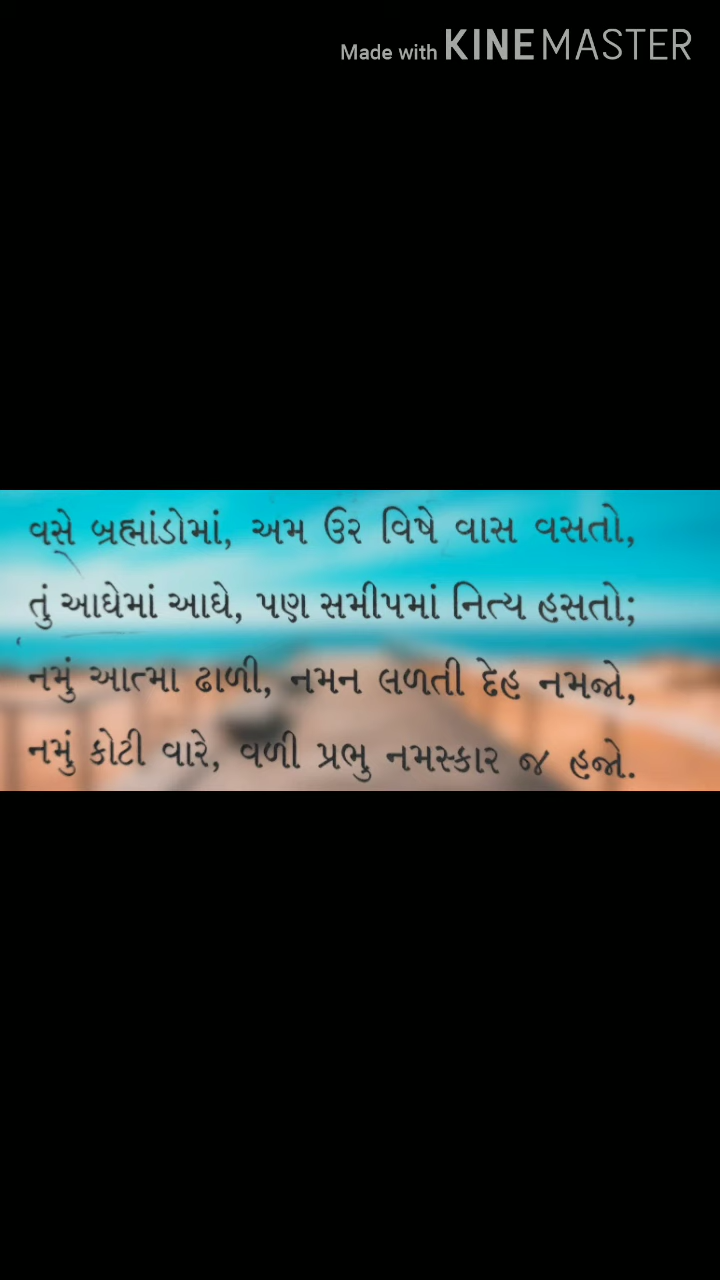 Made with KINEMASTER
વસે બ્રહ્માંડોમાં, અમ ઉર વિષે વાસ વસતો,
તું આઘેમાં આઘે, પણ સમીપમાં નિત્ય હસતો;
નમું આત્મા ઢાળી, નમન લળતી દેહ નમજો,
નમું કોટી વારે, વળી પ્રભુ નમસ્કાર જ હજો.